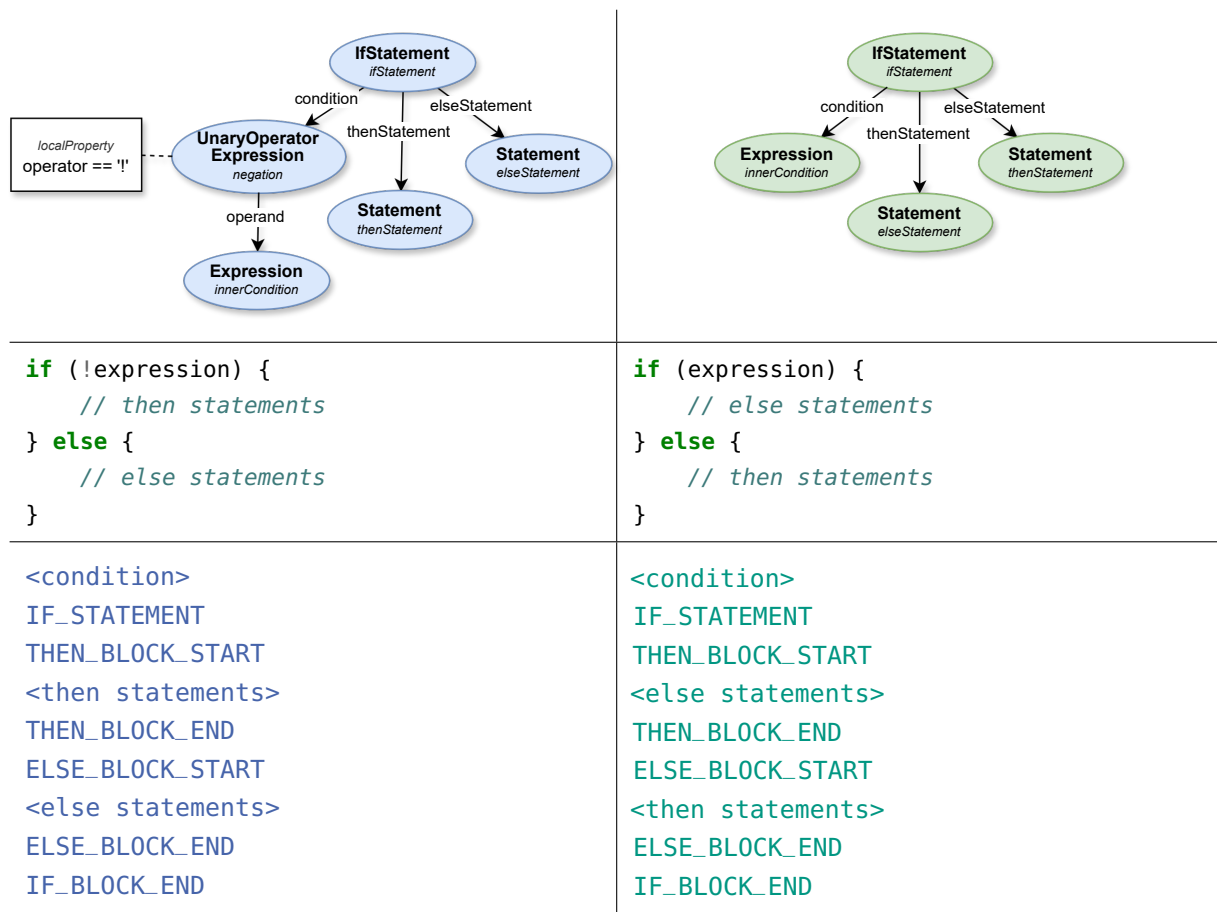 IfStatement
ifStatement
condition
elseStatement
thenStatement
localProperty
operator == '!'
UnaryOperator
Expression
negation
Statement
elseStatement
operand
Statement
thenStatement
Expression
innerCondition
IfStatement
ifStatement
condition
elseStatement
thenStatement
Expression
innerCondition
Statement
thenStatement
Statement
elseStatement
if (!expression) {
    // then statements
} else {
    // else statements
}
if (expression) {
    // else statements
} else {
    // then statements
}
<condition>
IF_STATEMENT
THEN_BLOCK_START
<then statements>
THEN_BLOCK_END
ELSE_BLOCK_START
<else statements>
ELSE_BLOCK_END
IF_BLOCK_END
<condition>
IF_STATEMENT
THEN_BLOCK_START
<else statements>
THEN_BLOCK_END
ELSE_BLOCK_START
<then statements>
ELSE_BLOCK_END
IF_BLOCK_END